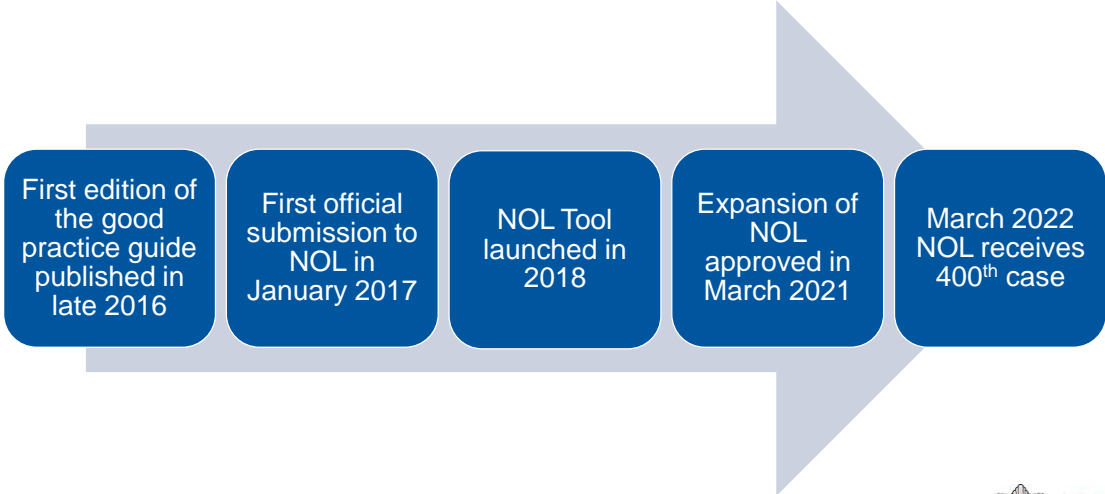 First edition of
the good
practice guide
published in
late 2016
First official
submission to
NOL in
January 2017
NOL Tool
launched in
2018
Expansion of
NOL
approved in
March 2021
March 2022
NOL receives
400th case